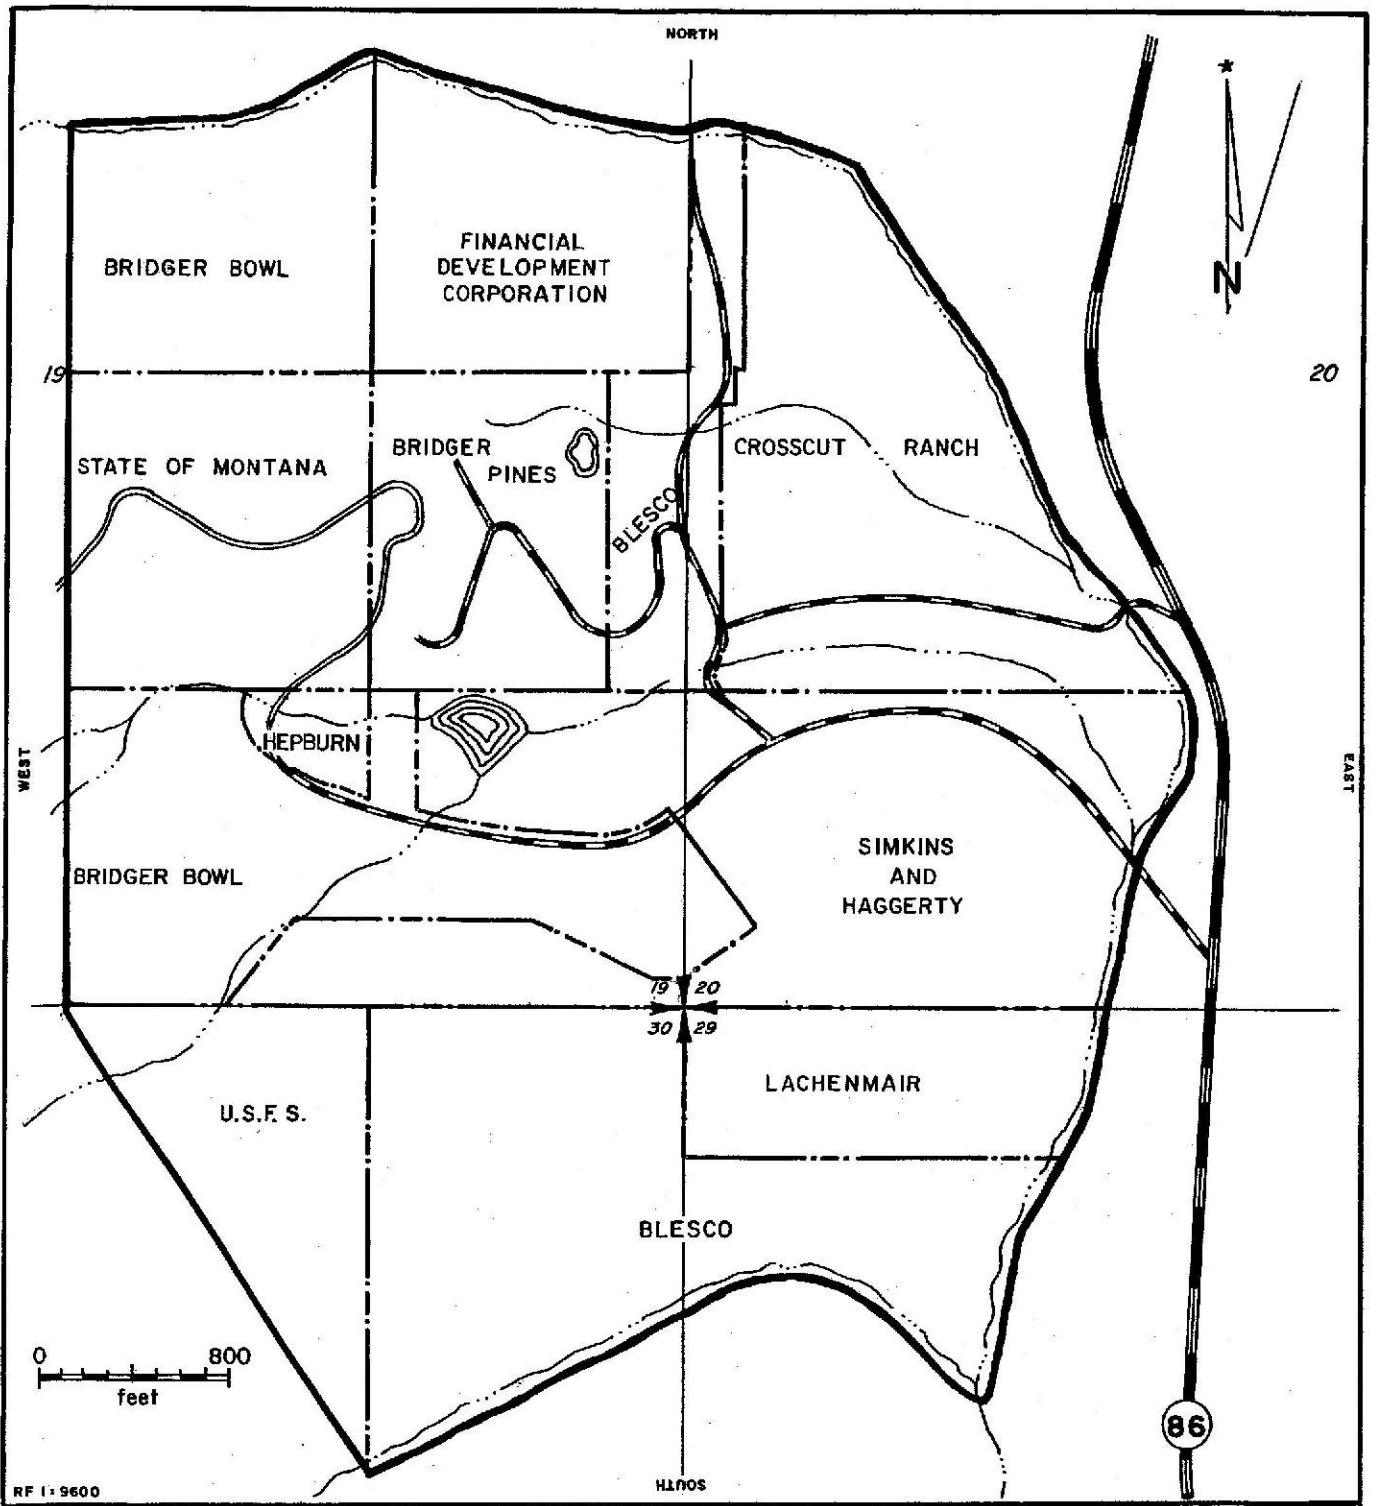 NORTH
*
N
BRIDGER BOWL
FINANCIAL
DEVELOPMENT
CORPORATION
19
20
BRIDGER
PINES
CROSSCUT RANCH
STATE OF MONTANA
BLESCO
HEPBURN
WEST
EAST
SIMKINS
AND
HAGGERTY
BRIDGER BOWL
19 20
30 29
LACHENMAIR
U.S.F.S.
BLESCO
0 800
feet
86
RF 1:9600
SOUTH